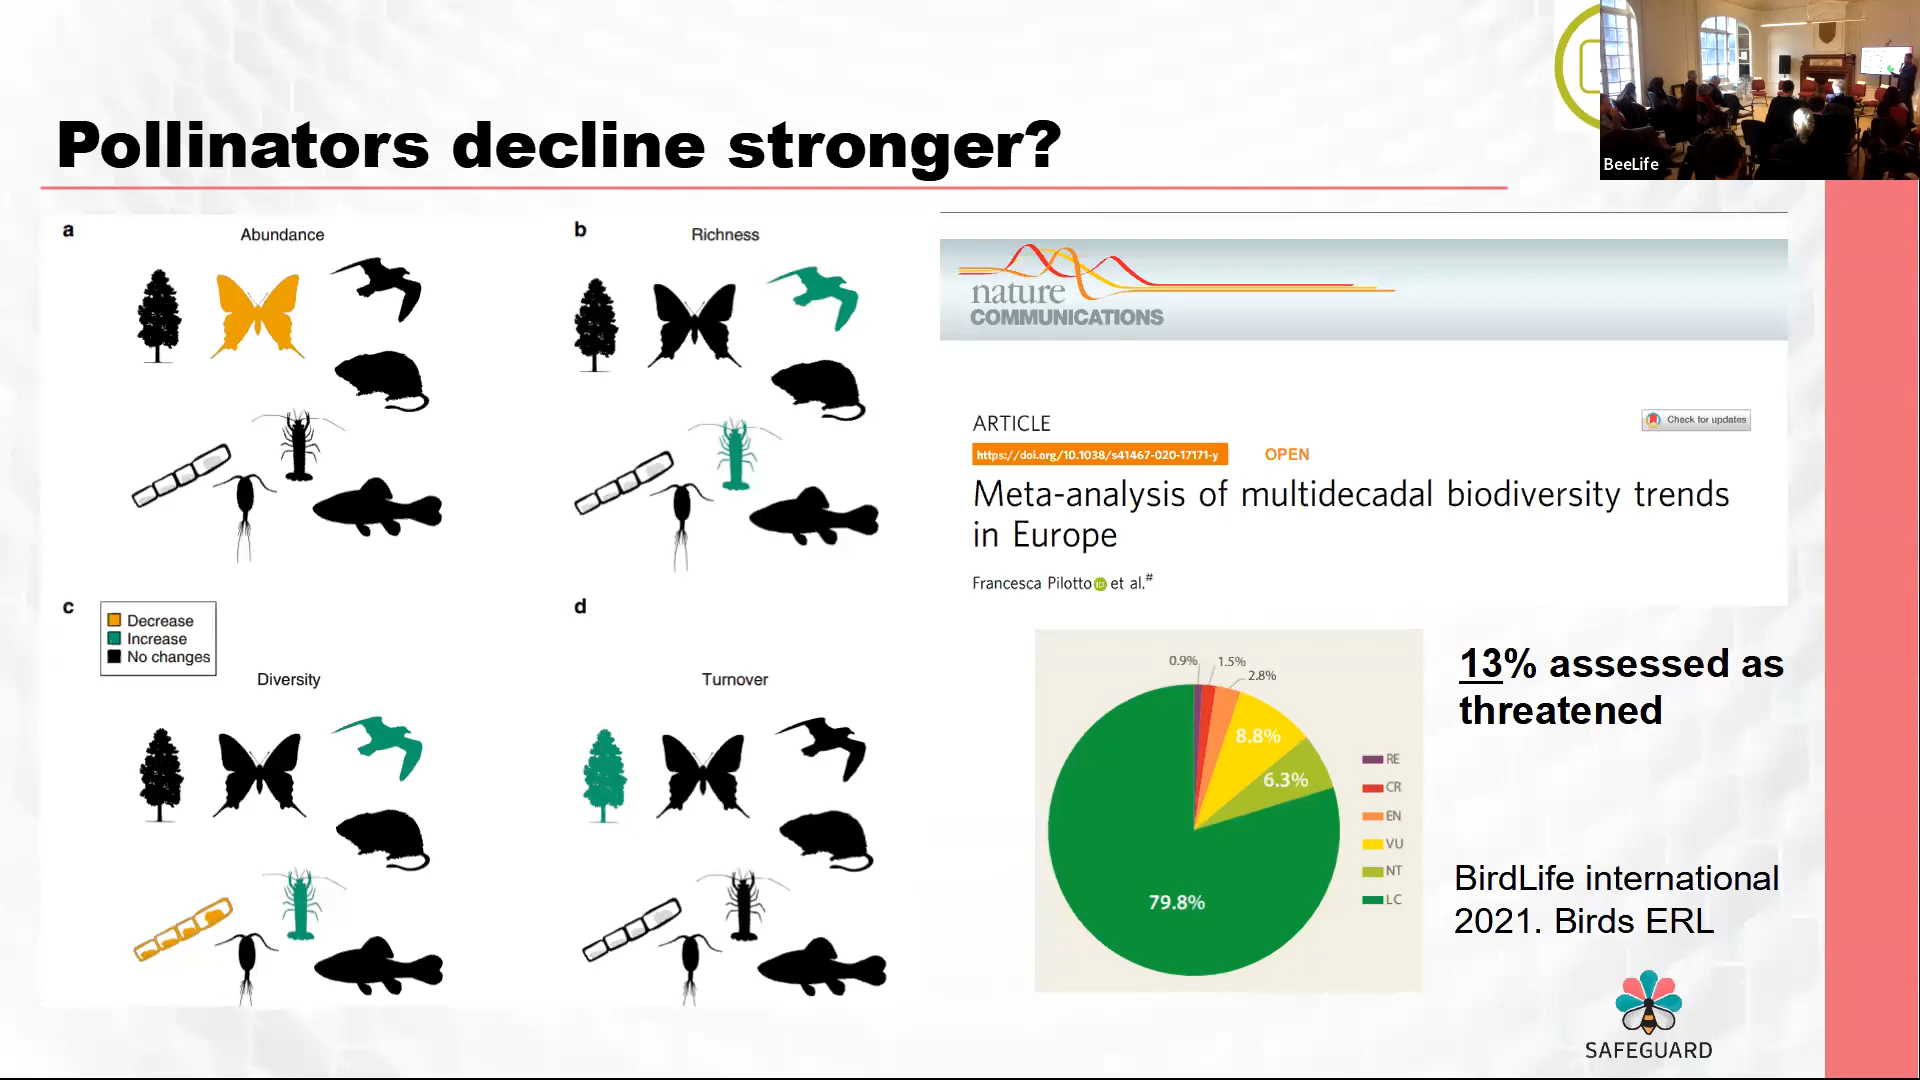 Pollinators decline stronger?
BeeLife
a
Abundance
b
Richness
c
Decrease
Increase
No changes
Diversity
d
Turnover
nature
COMMUNICATIONS
ARTICLE
Check for updates
https://doi.org/10.1038/s41467-020-17171-y
OPEN
Meta-analysis of multidecadal biodiversity trends
in Europe
Francesca Pilotto iD et al.#
0.9%
1.5%
2.8%
8.8%
6.3%
79.8%
RE
CR
EN
VU
NT
LC
13% assessed as
threatened
BirdLife international
2021. Birds ERL
SAFEGUARD